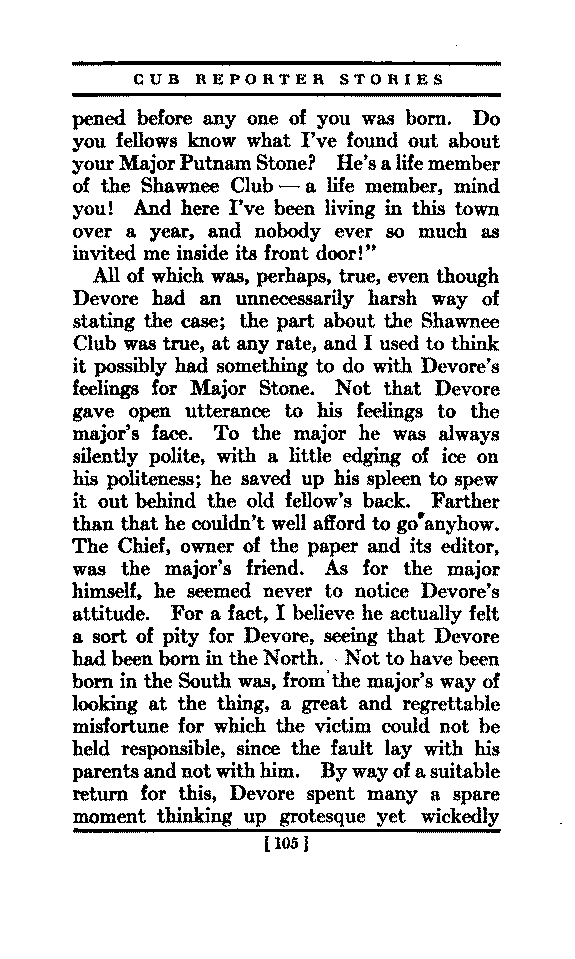 CUB REPORTER STORIES
pened before any one of you was born. Do
you fellows know what I've found out about
your Major Putnam Stone? He's a life member
of the Shawnee Club — a life member, mind
you! And here I've been living in this town
over a year, and nobody ever so much as
invited me inside its front door!"
All of which was, perhaps, true, even though
Devore had an unnecessarily harsh way of
stating the case; the part about the Shawnee
Club was true, at any rate, and I used to think
it possibly had something to do with Devore's
feelings for Major Stone. Not that Devore
gave open utterance to his feelings to the
major's face. To the major he was always
silently polite, with a little edging of ice on
his politeness; he saved up his spleen to spew
it out behind the old fellow's back. Farther
than that he couldn't well afford to go anyhow.
The Chief, owner of the paper and its editor,
was the major's friend. As for the major
himself, he seemed never to notice Devore's
attitude. For a fact, I believe he actually felt
a sort of pity for Devore, seeing that Devore
had been born in the North. Not to have been
born in the South was, from the major's way of
looking at the thing, a great and regrettable
misfortune for which the victim could not be
held responsible, since the fault lay with his
parents and not with him. By way of a suitable
return for this, Devore spent many a spare
moment thinking up grotesque yet wickedly
[105]